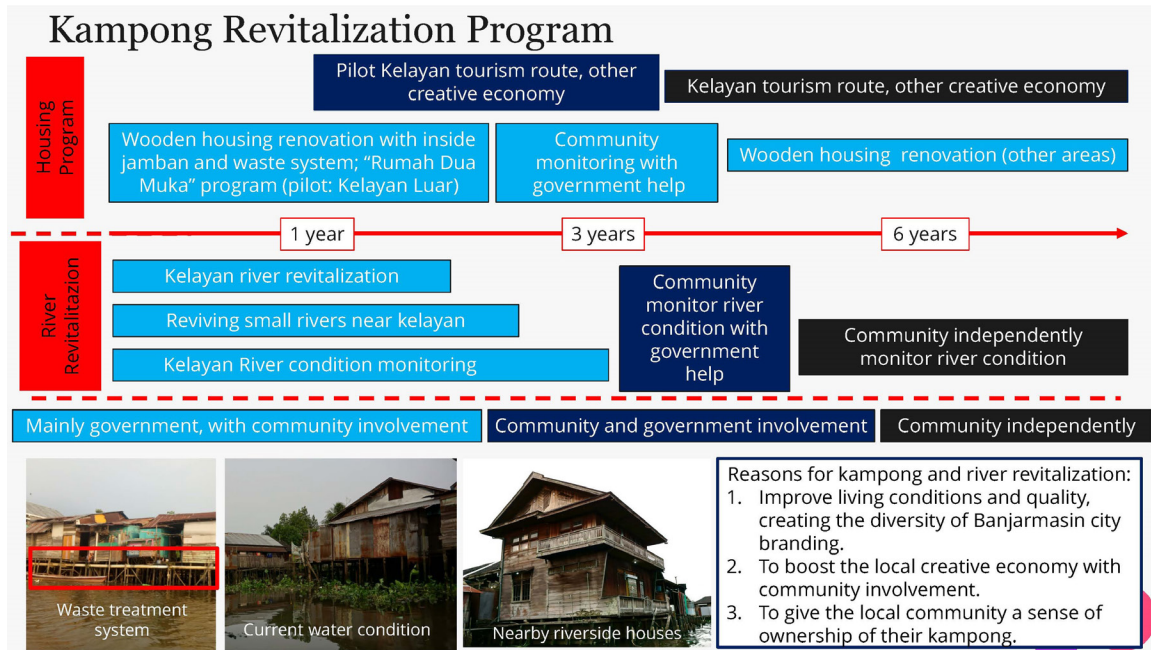 Kampong Revitalization Program
Housing
Program
Pilot Kelayan tourism route, other
creative economy
Kelayan tourism route, other creative economy
Wooden housing renovation with inside
jamban and waste system; “Rumah Dua
Muka” program (pilot: Kelayan Luar)
Community
monitoring with
government help
Wooden housing  renovation (other areas)
1 year
3 years
6 years
River
Revitalitazion
Kelayan river revitalization
Reviving small rivers near kelayan
Kelayan River condition monitoring
Community
monitor river
condition with
government
help
Community independently
monitor river condition
Mainly government, with community involvement
Community and government involvement
Community independently
Waste treatment
system
Current water condition
Nearby riverside houses
Reasons for kampong and river revitalization:
1. Improve living conditions and quality,
creating the diversity of Banjarmasin city
branding.
2. To boost the local creative economy with
community involvement.
3. To give the local community a sense of
ownership of their kampong.